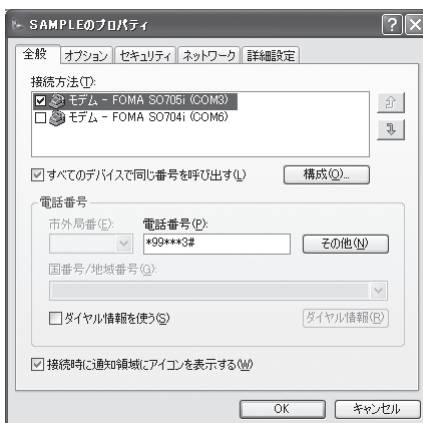 SAMPLEのプロパティ
全般 オプション セキュリティ ネットワーク 詳細設定
接続方法(T):
モデム - FOMA SO705i (COM3)
モデム - FOMA SO704i (COM6)
すべてのデバイスで同じ番号を呼び出す(L) 構成(O)...
電話番号
市外局番(E): 電話番号(P):
*99***3# その他(N)
国番号/地域番号(G):
ダイヤル情報を使う(S) ダイヤル情報(R)
接続時に通知領域にアイコンを表示する(W)
OK キャンセル